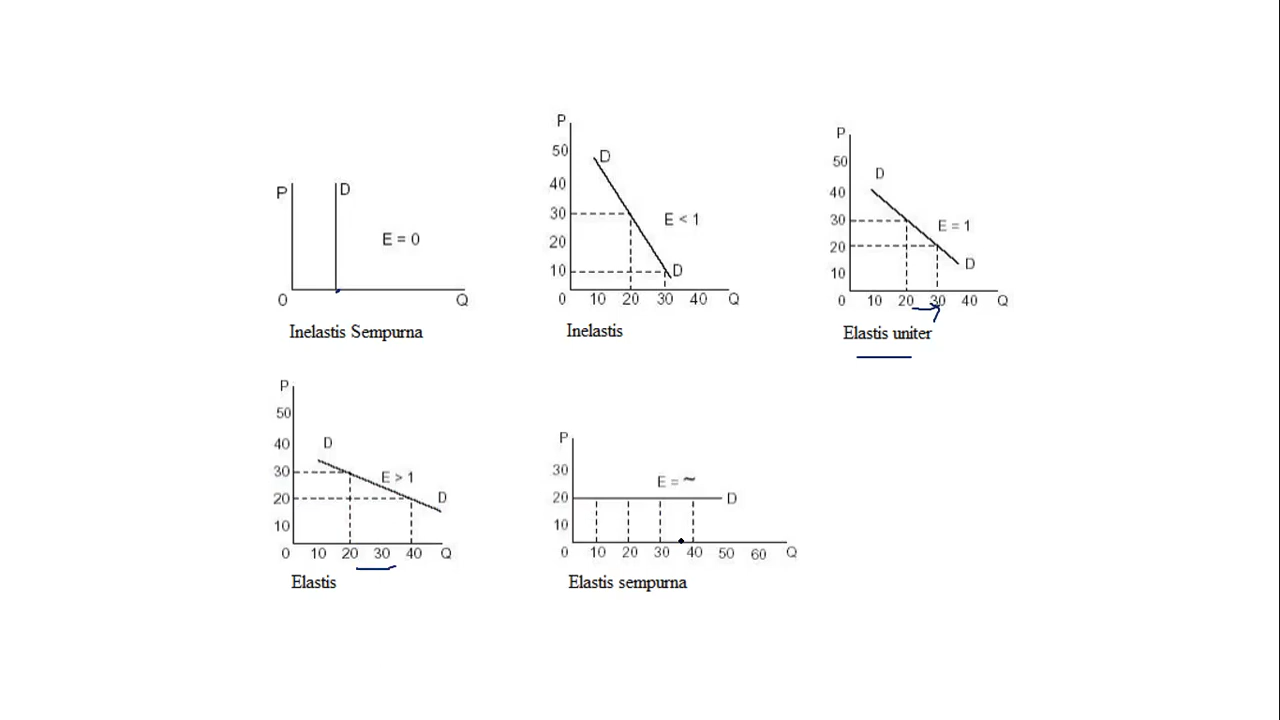 P
D
E = 0
0
Q
Inelastis Sempurna
P
50
D
40
30
E < 1
20
10
D
0 10 20 30 40 Q
Inelastis
P
50
D
40
30
E = 1
20
D
10
0 10 20 30 40 Q
Elastis uniter
P
50
40
D
30
E > 1
20
D
10
0 10 20 30 40 Q
Elastis
P
30
E = ~
20
D
10
0 10 20 30 40 50 60 Q
Elastis sempurna